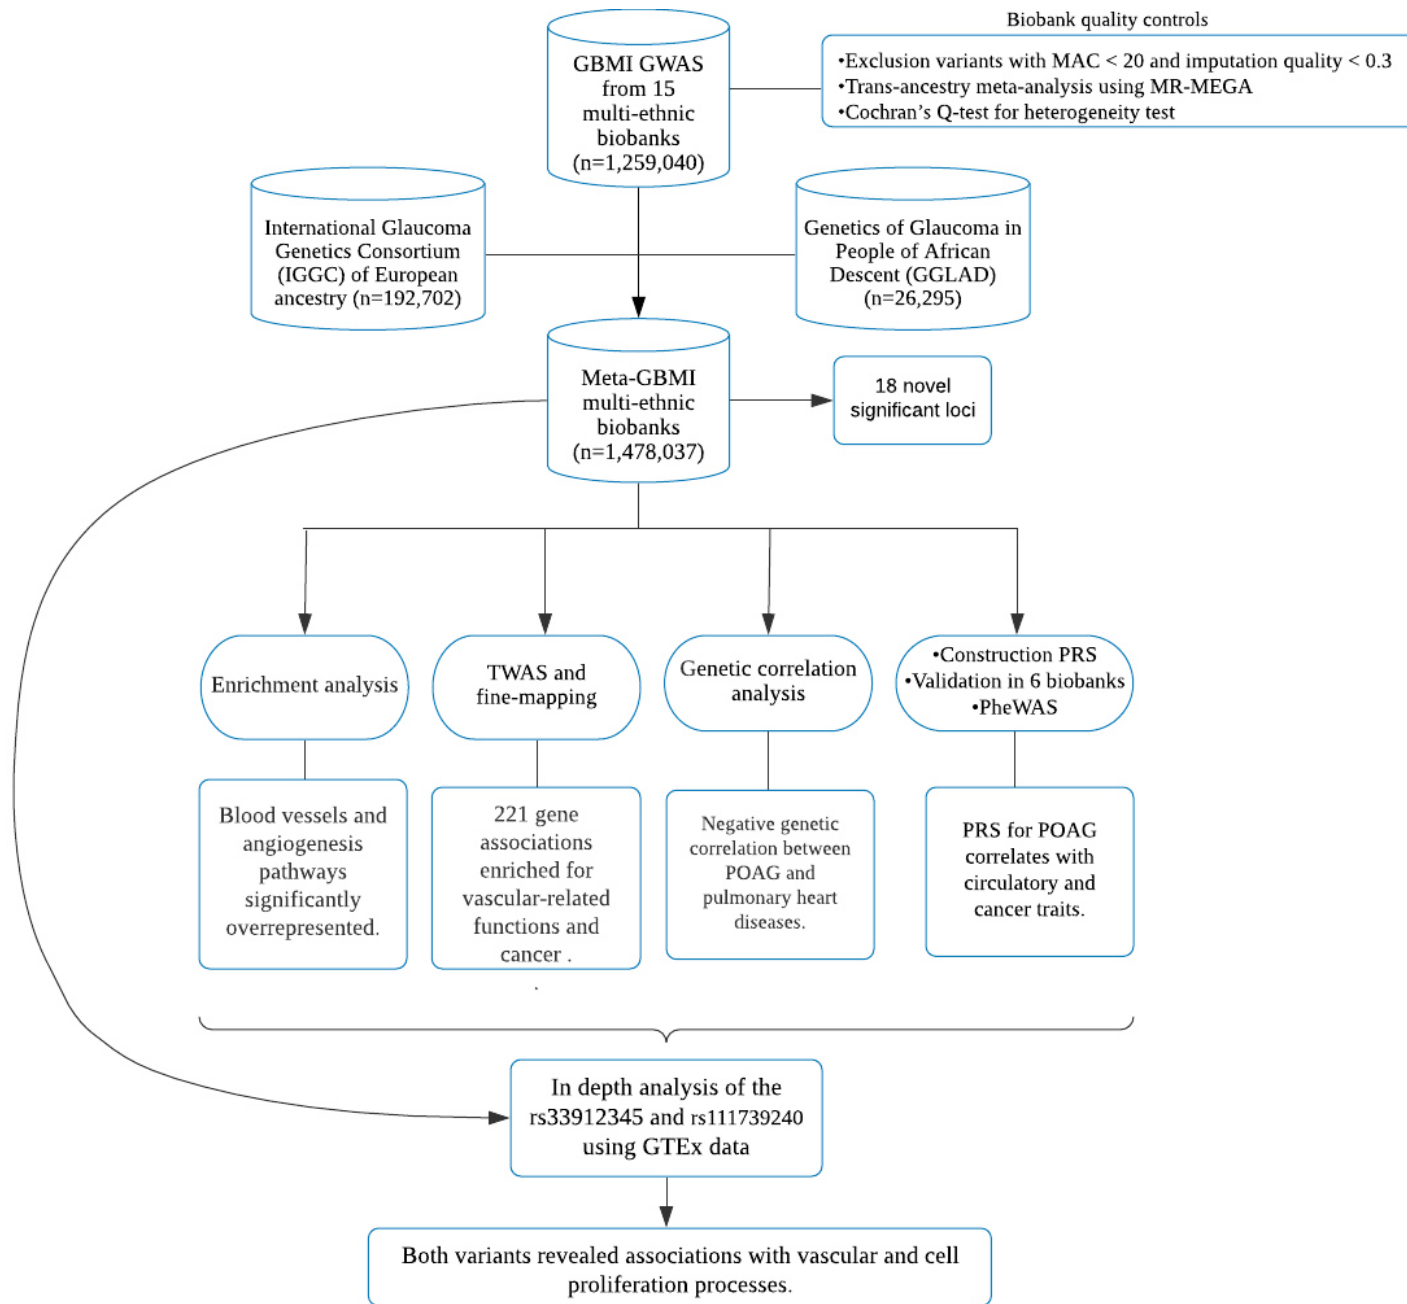 Biobank quality controls
GBMI GWAS
from 15
multi-ethnic
biobanks
(n=1,259,040)
•Exclusion variants with MAC < 20 and imputation quality < 0.3
•Trans-ancestry meta-analysis using MR-MEGA
•Cochran’s Q-test for heterogeneity test
International Glaucoma
Genetics Consortium
(IGGC) of European
ancestry (n=192,702)
Genetics of Glaucoma in
People of African
Descent (GGLAD)
(n=26,295)
Meta-GBMI
multi-ethnic
biobanks
(n=1,478,037)
18 novel
significant loci
Enrichment analysis
TWAS and
fine-mapping
Genetic correlation
analysis
•Construction PRS
•Validation in 6 biobanks
•PheWAS
Blood vessels and
angiogenesis
pathways
significantly
overrepresented.
221 gene
associations
enriched for
vascular-related
functions and
cancer .
.
Negative genetic
correlation between
POAG and
pulmonary heart
diseases.
PRS for POAG
correlates with
circulatory and
cancer traits.
In depth analysis of the
rs33912345 and rs111739240
using GTEx data
Both variants revealed associations with vascular and cell
proliferation processes.